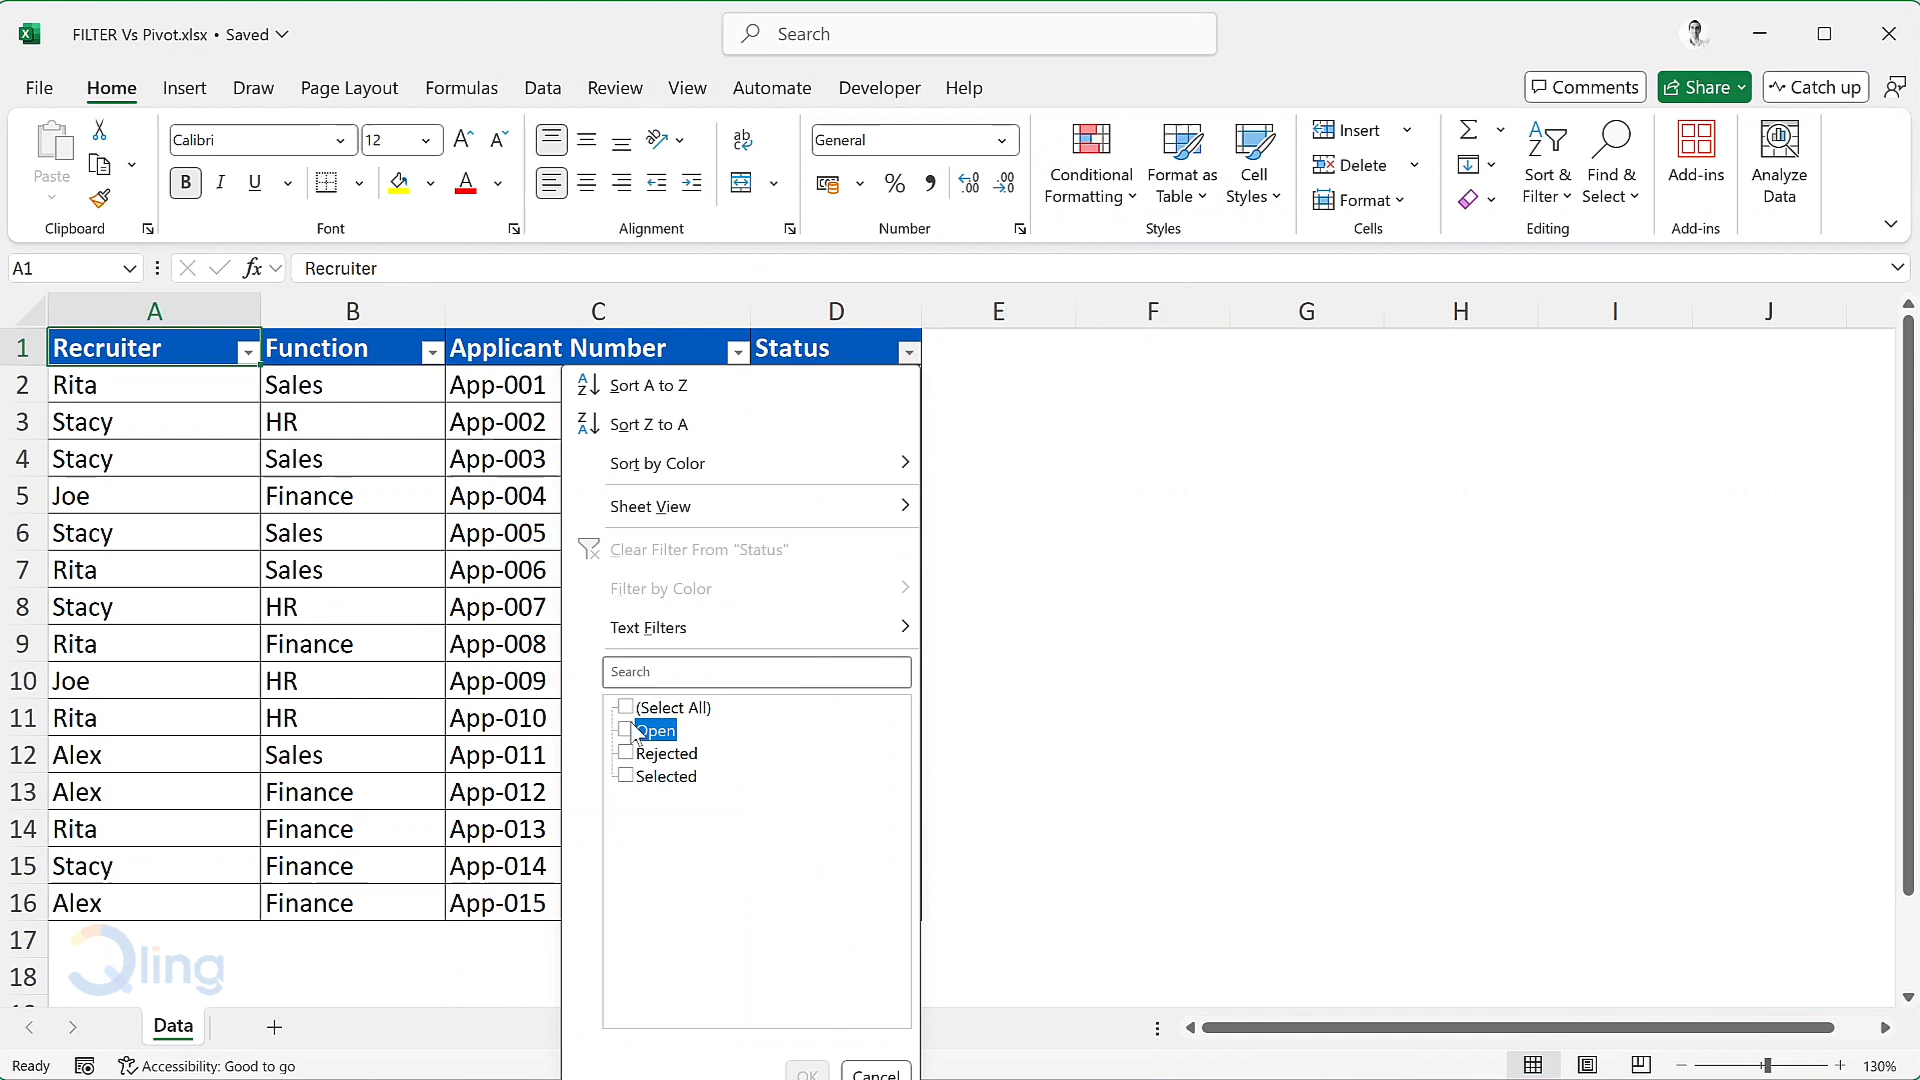 FILTER Vs Pivot.xlsx • Saved
Search
File Home Insert Draw Page Layout Formulas Data Review View Automate Developer Help
Comments Share Catch up
Paste
Clipboard
Calibri 12
B I U
Font
ab
Alignment
General
% 9 .00 .00
Number
Conditional Formatting
Format as Table
Cell Styles
Styles
Insert
Delete
Format
Cells
Sort & Filter
Find & Select
Editing
Add-ins
Add-ins
Analyze Data
A1 fx Recruiter
A B C D E F G H I J
1 Recruiter Function Applicant Number Status
2 Rita Sales App-001
3 Stacy HR App-002
4 Stacy Sales App-003
5 Joe Finance App-004
6 Stacy Sales App-005
7 Rita Sales App-006
8 Stacy HR App-007
9 Rita Finance App-008
10 Joe HR App-009
11 Rita HR App-010
12 Alex Sales App-011
13 Alex Finance App-012
14 Rita Finance App-013
15 Stacy Finance App-014
16 Alex Finance App-015
17
18
Sort A to Z
Sort Z to A
Sort by Color
Sheet View
Clear Filter From "Status"
Filter by Color
Text Filters
Search
(Select All)
Open
Rejected
Selected
OK Cancel
Qling
Data
Ready Accessibility: Good to go 130%